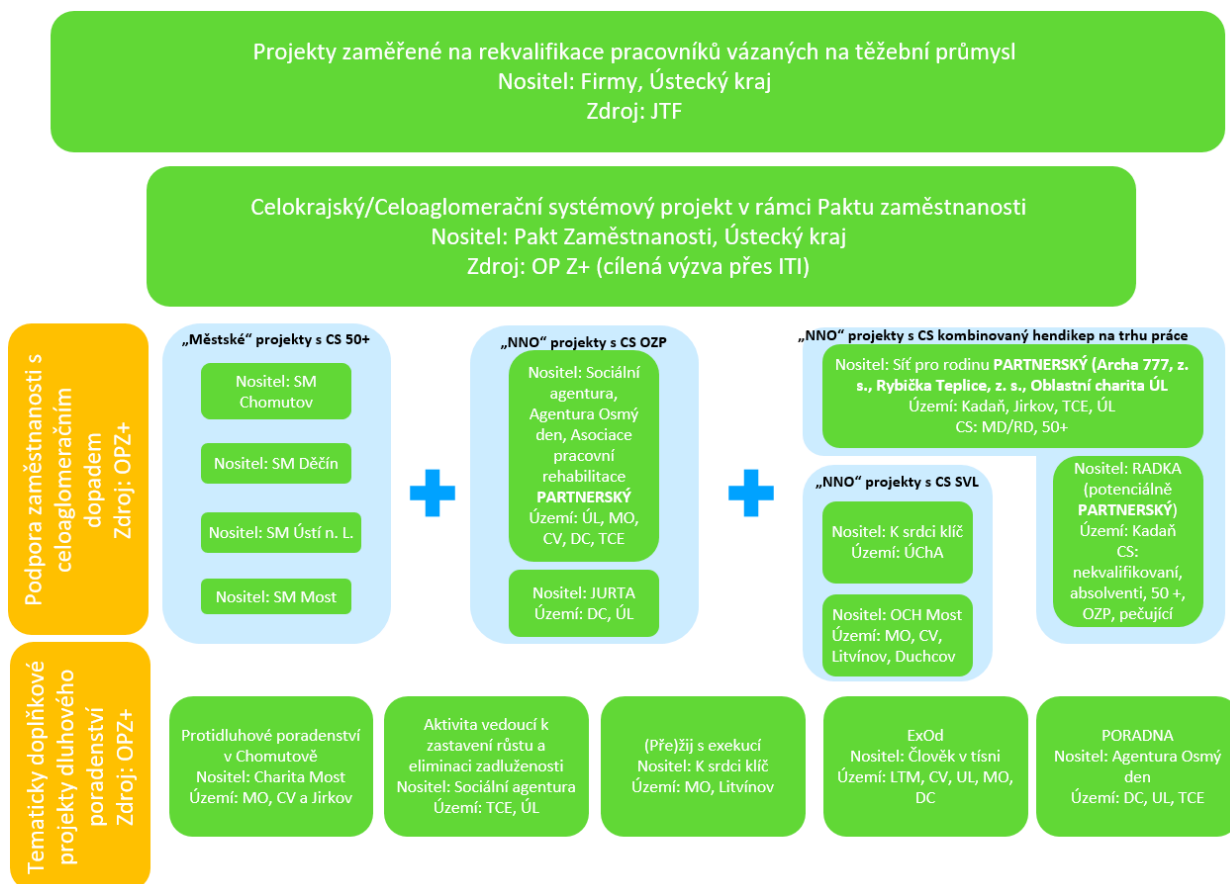 Projekty zaměřené na rekvalifikace pracovníků vázaných na těžební průmysl
Nositel: Firmy, Ústecký kraj
Zdroj: JTF
Celokrajský/Celoaglomerační systémový projekt v rámci Paktu zaměstnanosti
Nositel: Pakt Zaměstnanosti, Ústecký kraj
Zdroj: OP Z+ (cílená výzva přes ITI)
Podpora zaměstnanosti s
celoaglomeračním
dopadem
Zdroj: OPZ+
„Městské“ projekty s CS 50+
Nositel: SM
Chomutov
Nositel: SM Děčín
Nositel: SM Ústí n. L.
Nositel: SM Most
„NNO“ projekty s CS OZP
Nositel: Sociální
agentura,
Agentura Osmý
den, Asociace
pracovní
rehabilitace
PARTNERSKÝ
Území: ÚL, MO,
CV, DC, TCE
Nositel: JURTA
Území: DC, ÚL
„NNO“ projekty s CS kombinovaný hendikep na trhu práce
Nositel: Síť pro rodinu PARTNERSKÝ (Archa 777, z.
s., Rybička Teplice, z. s., Oblastní charita ÚL
Území: Kadaň, Jirkov, TCE, ÚL
CS: MD/RD, 50+
„NNO“ projekty s CS SVL
Nositel: K srdci klíč
Území: ÚChA
Nositel: OCH Most
Území: MO, CV,
Litvínov, Duchcov
Nositel: RADKA
(potenciálně
PARTNERSKÝ)
Území: Kadaň
CS:
nekvalifikovaní,
absolventi, 50 +,
OZP, pečující
Tematicky doplňkové
projekty dluhového
poradenství
Zdroj: OPZ+
Protidluhové poradenství
v Chomutově
Nositel: Charita Most
Území: MO, CV a Jirkov
Aktivita vedoucí k
zastavení růstu a
eliminaci zadluženosti
Nositel: Sociální agentura
Území: TCE, ÚL
(Pře)žij s exekucí
Nositel: K srdci klíč
Území: MO, Litvínov
ExOd
Nositel: Člověk v tísni
Území: LTM, CV, UL, MO,
DC
PORADNA
Nositel: Agentura Osmý
den
Území: DC, UL, TCE